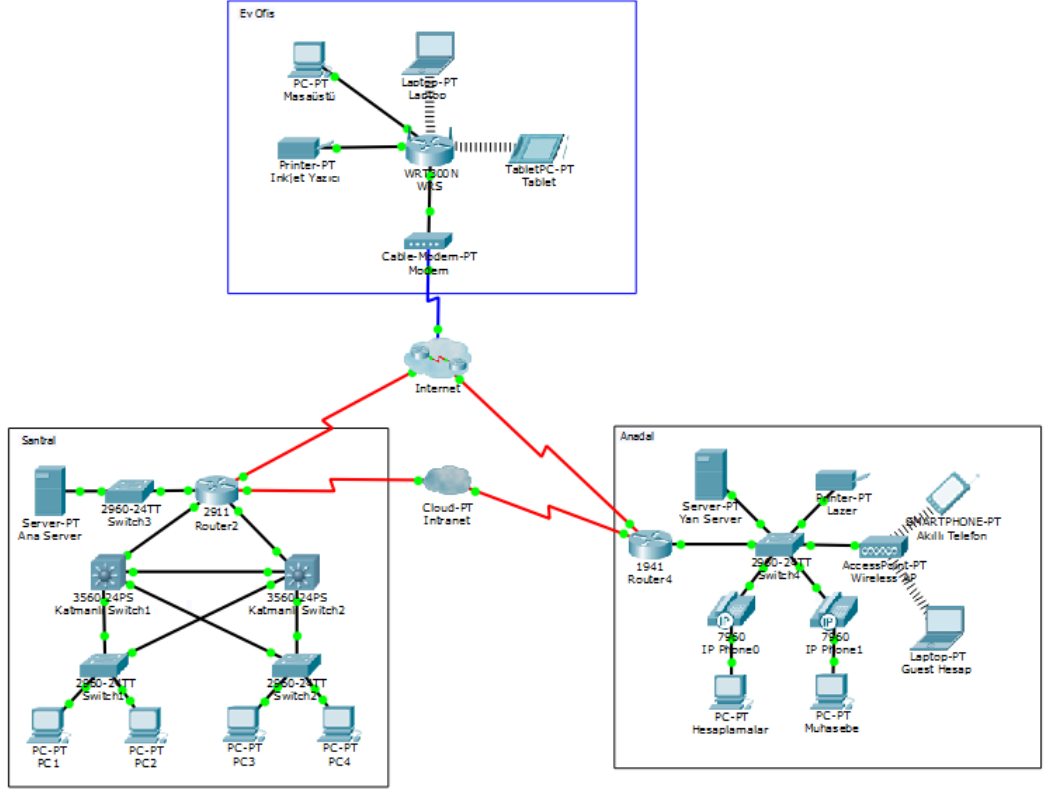 Ev Ofis
PC-PT
Masaüstü
Laptop-PT
Laptop
Printer-PT
Inkjet Yazıcı
WRT300N
WRS
TabletPC-PT
Tablet
Cable-Modem-PT
Modem
Internet
Santral
Server-PT
Ana Server
2960-24TT
Switch3
2911
Router2
3560-24PS
Katmanlı Switch1
3560-24PS
Katmanlı Switch2
2960-24TT
Switch1
2960-24TT
Switch2
PC-PT
PC1
PC-PT
PC2
PC-PT
PC3
PC-PT
PC4
Cloud-PT
Intranet
Anadal
Server-PT
Yan Server
Printer-PT
Lazer
SMARTPHONE-PT
Akıllı Telefon
1941
Router4
2960-24TT
Switch4
AccessPoint-PT
Wireless AP
IP
7960
IP Phone0
IP
7960
IP Phone1
Laptop-PT
Guest Hesap
PC-PT
Hesaplamalar
PC-PT
Muhasebe